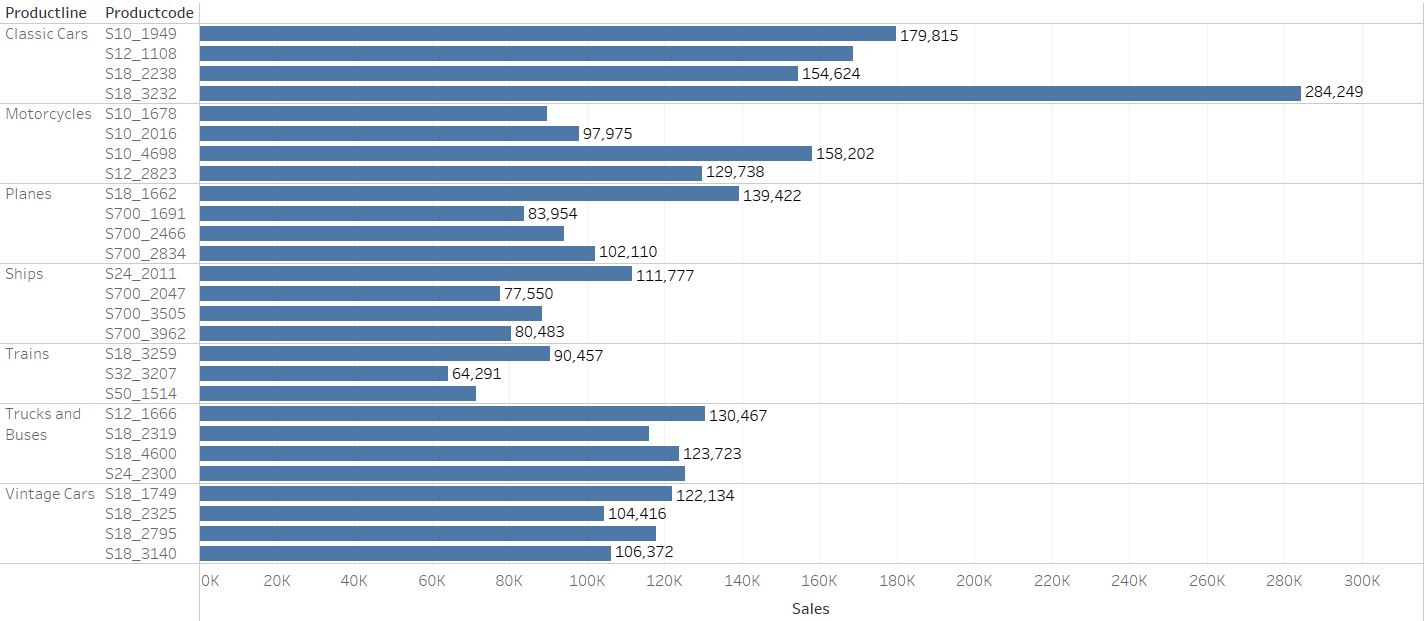 Productline Productcode
Classic Cars S10_1949 179,815
S12_1108
S18_2238 154,624
S18_3232 284,249
Motorcycles S10_1678
S10_2016 97,975
S10_4698 158,202
S12_2823 129,738
Planes S18_1662 139,422
S700_1691 83,954
S700_2466
S700_2834 102,110
Ships S24_2011 111,777
S700_2047 77,550
S700_3505
S700_3962 80,483
Trains S18_3259 90,457
S32_3207 64,291
S50_1514
Trucks and S12_1666 130,467
Buses S18_2319
S18_4600 123,723
S24_2300
Vintage Cars S18_1749 122,134
S18_2325 104,416
S18_2795
S18_3140 106,372
0K 20K 40K 60K 80K 100K 120K 140K 160K 180K 200K 220K 240K 260K 280K 300K
Sales